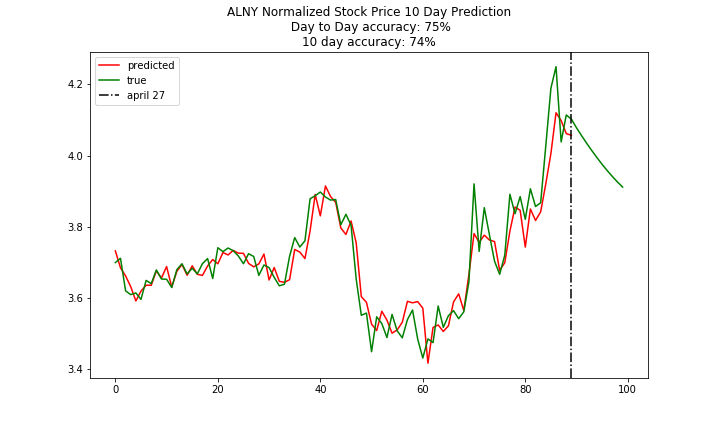 ALNY Normalized Stock Price 10 Day Prediction
Day to Day accuracy: 75%
10 day accuracy: 74%
predicted
true
april 27
4.2
4.0
3.8
3.6
3.4
0 20 40 60 80 100